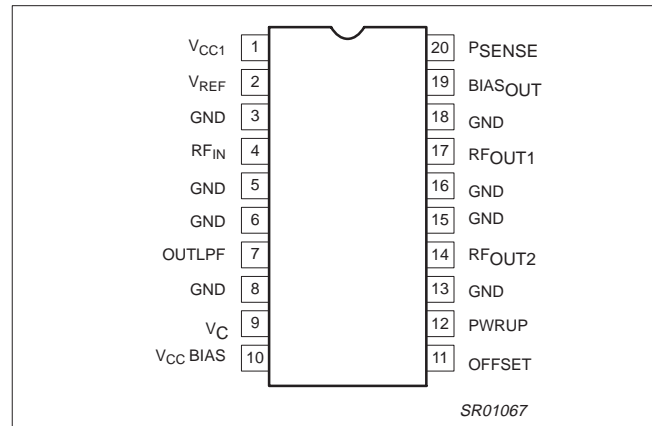 VCC1 1 20 PSENSE
VREF 2 19 BIASOUT
GND 3 18 GND
RFIN 4 17 RFOUT1
GND 5 16 GND
GND 6 15 GND
OUTLPF 7 14 RFOUT2
GND 8 13 GND
VC 9 12 PWRUP
VCC BIAS 10 11 OFFSET
SR01067